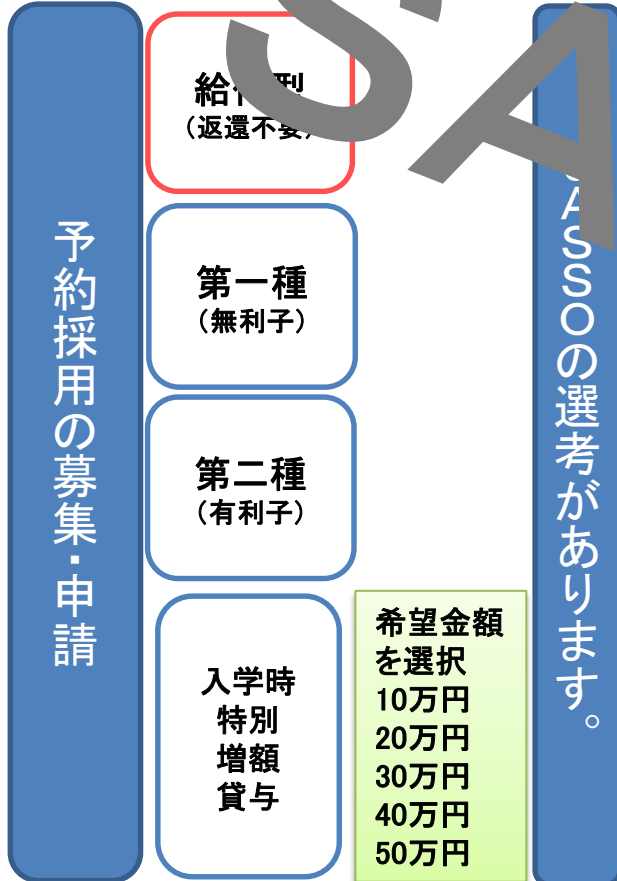 予約採用の募集・申請
給付型
(返還不要)
第一種
(無利子)
第二種
(有利子)
入学時
特別
増額
貸与
希望金額
を選択
10万円
20万円
30万円
40万円
50万円
JASSOの選考があります。